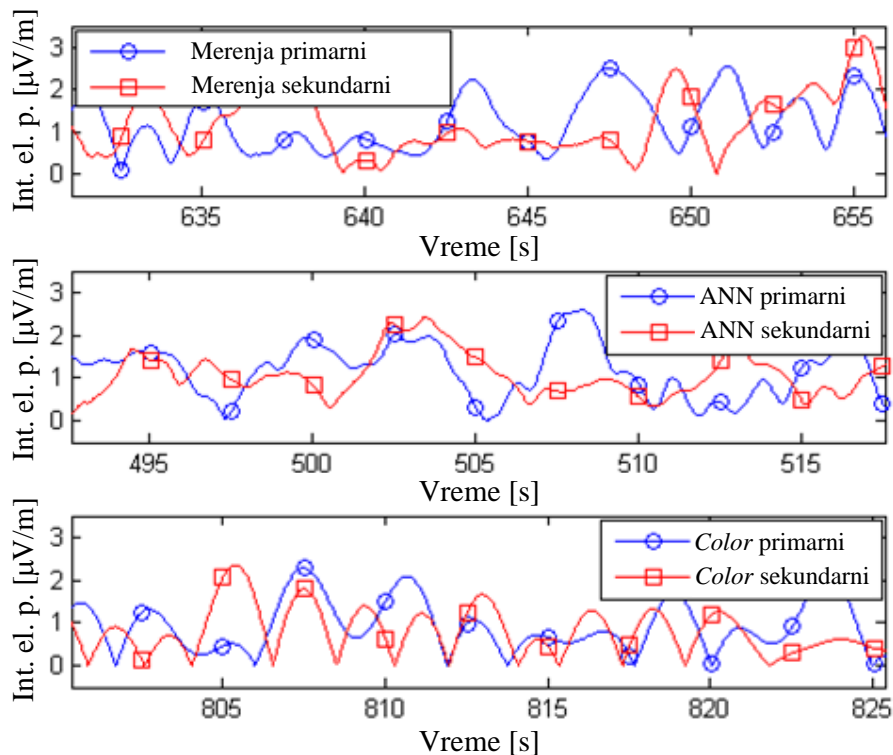 Int. el. p. [µV/m]
3
2
1
0
Merenja primarni
Merenja sekundarni
635 640 645 650 655
Vreme [s]
Int. el. p. [µV/m]
3
2
1
0
ANN primarni
ANN sekundarni
495 500 505 510 515
Vreme [s]
Int. el. p. [µV/m]
3
2
1
0
Color primarni
Color sekundarni
805 810 815 820 825
Vreme [s]